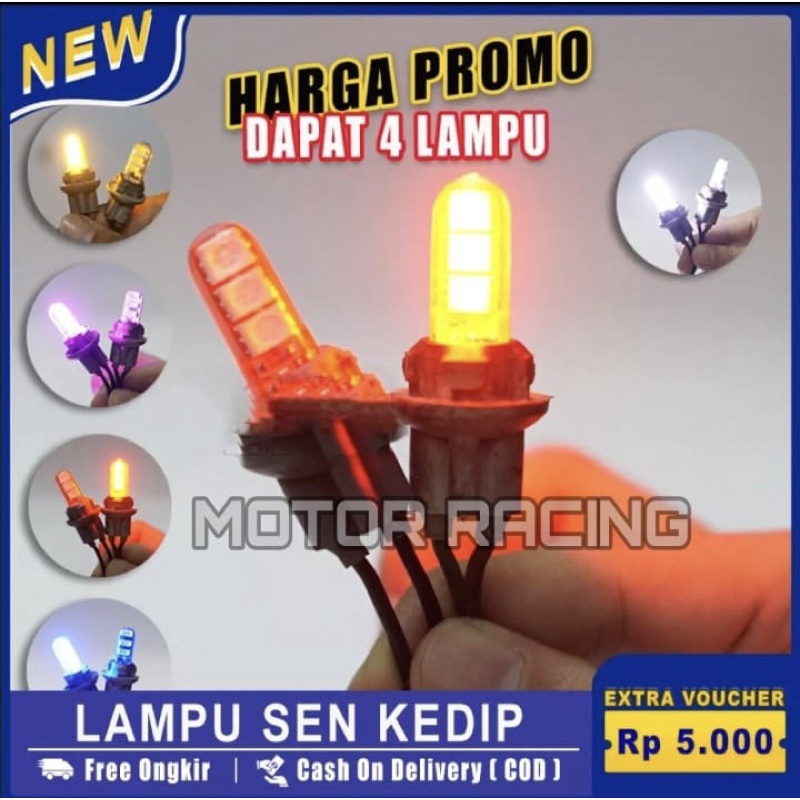 NEW
HARGA PROMO
DAPAT 4 LAMPU
MOTOR RACING
LAMPU SEN KEDIP
Free Ongkir | Cash On Delivery ( COD )
EXTRA VOUCHER
Rp 5.000